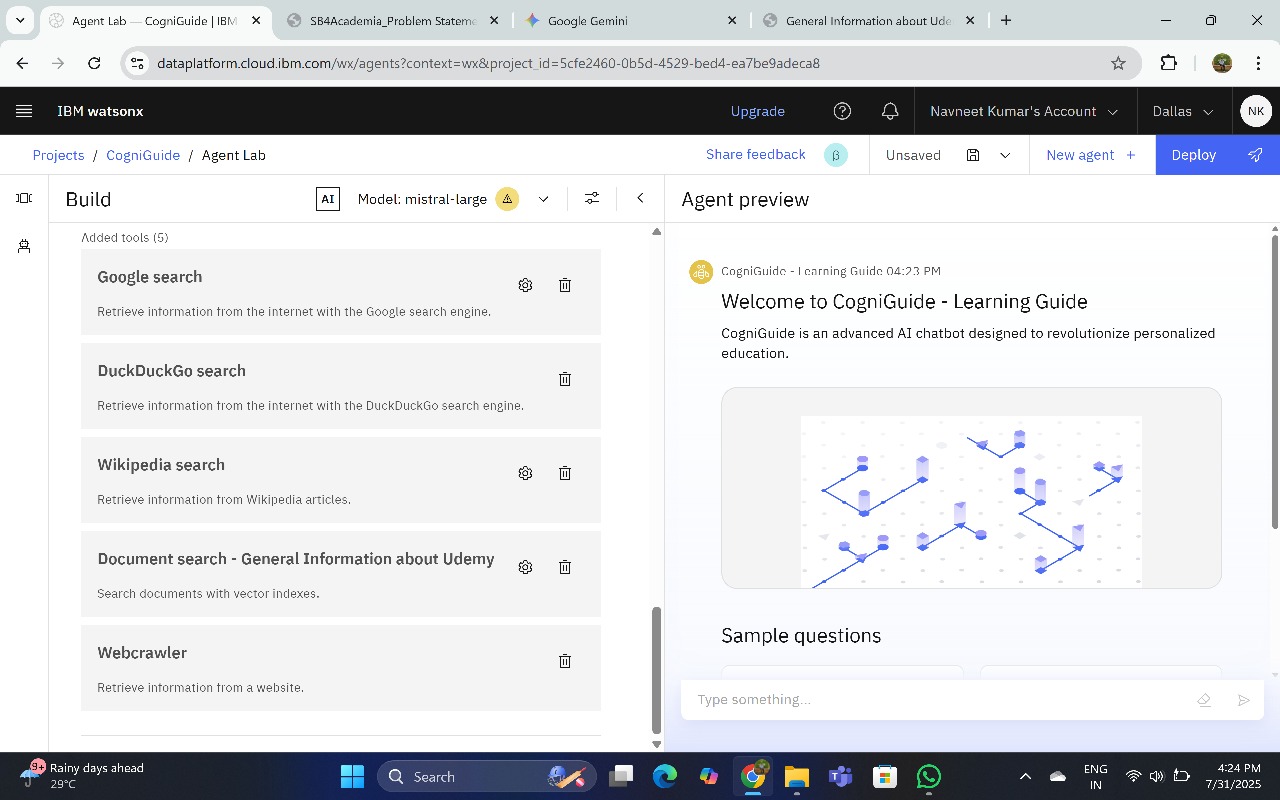 Agent Lab — CogniGuide | IBM
SB4Academia_Problem Stateme
Google Gemini
General Information about Ude
dataplatform.cloud.ibm.com/wx/agents?context=wx&project_id=5cfe2460-0b5d-4529-bed4-ea7be9adeca8
IBM watsonx
Upgrade
Navneet Kumar's Account
Dallas
NK
Projects / CogniGuide / Agent Lab
Share feedback
β
Unsaved
New agent +
Deploy
Build
AI
Model: mistral-large
Agent preview
Added tools (5)
Google search
Retrieve information from the internet with the Google search engine.
DuckDuckGo search
Retrieve information from the internet with the DuckDuckGo search engine.
Wikipedia search
Retrieve information from Wikipedia articles.
Document search - General Information about Udemy
Search documents with vector indexes.
Webcrawler
Retrieve information from a website.
CogniGuide - Learning Guide 04:23 PM
Welcome to CogniGuide - Learning Guide
CogniGuide is an advanced AI chatbot designed to revolutionize personalized
education.
Sample questions
Type something...
9+
Rainy days ahead
29°C
Search
ENG
IN
4:24 PM
7/31/2025